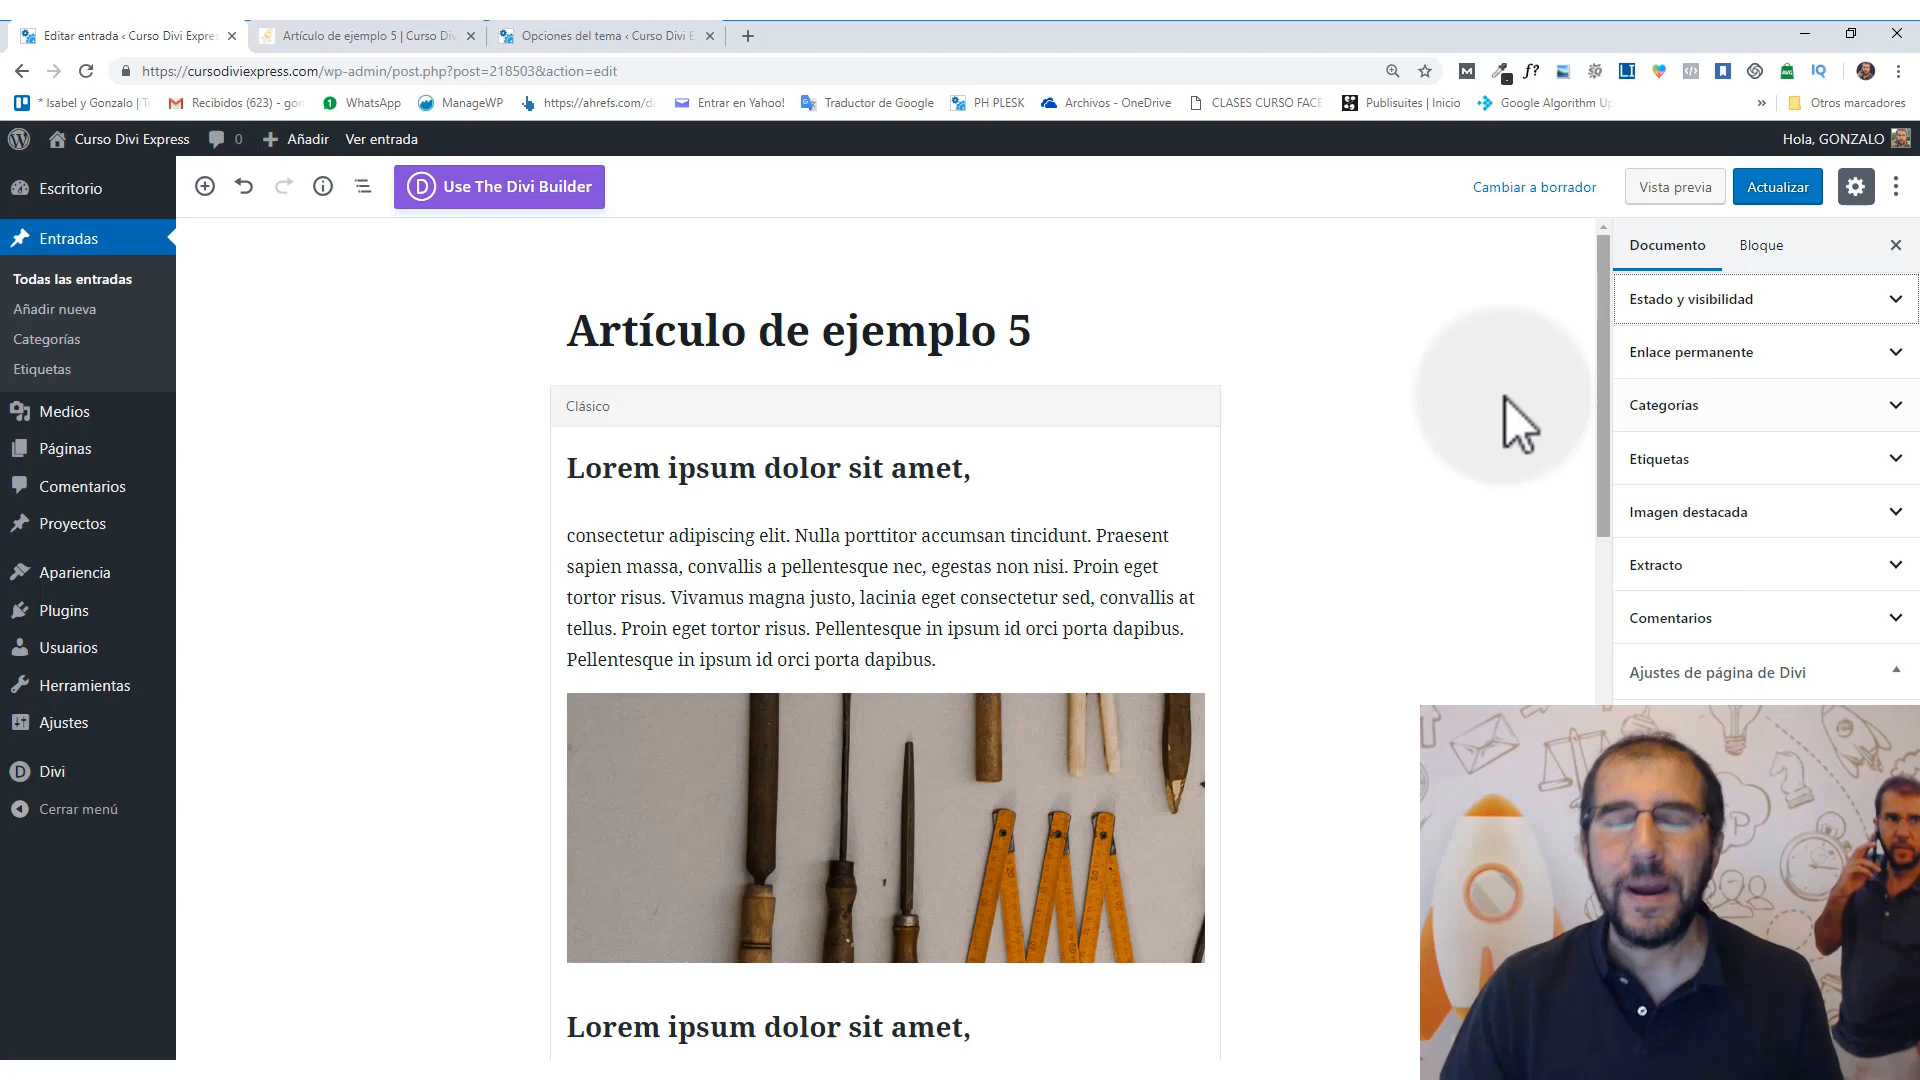 Editar entrada ‹ Curso Divi Expre
Artículo de ejemplo 5 | Curso Div
Opciones del tema ‹ Curso Divi E
https://cursodiviexpress.com/wp-admin/post.php?post=218503&action=edit
* Isabel y Gonzalo | T
Recibidos (623) - gon
WhatsApp
ManageWP
https://ahrefs.com/da
Entrar en Yahoo!
Traductor de Google
PH PLESK
Archivos - OneDrive
CLASES CURSO FACE
Publisuites | Inicio
Google Algorithm Up
»
Otros marcadores
Curso Divi Express
0
Añadir
Ver entrada
Hola, GONZALO
Escritorio
Entradas
Todas las entradas
Añadir nueva
Categorías
Etiquetas
Medios
Páginas
Comentarios
Proyectos
Apariencia
Plugins
Usuarios
Herramientas
Ajustes
Divi
Cerrar menú
D Use The Divi Builder
Cambiar a borrador
Vista previa
Actualizar
Artículo de ejemplo 5
Clásico
Lorem ipsum dolor sit amet,
consectetur adipiscing elit. Nulla porttitor accumsan tincidunt. Praesent
sapien massa, convallis a pellentesque nec, egestas non nisi. Proin eget
tortor risus. Vivamus magna justo, lacinia eget consectetur sed, convallis at
tellus. Proin eget tortor risus. Pellentesque in ipsum id orci porta dapibus.
Pellentesque in ipsum id orci porta dapibus.
Lorem ipsum dolor sit amet,
Documento
Bloque
Estado y visibilidad
Enlace permanente
Categorías
Etiquetas
Imagen destacada
Extracto
Comentarios
Ajustes de página de Divi